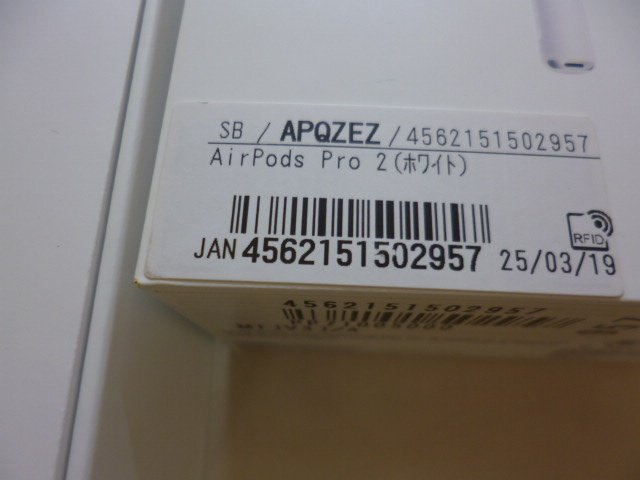 SB / APQZEZ / 4562151502957
AirPods Pro 2(ホワイト)
RFID
JAN 4562151502957 25/03/19
4562151502957